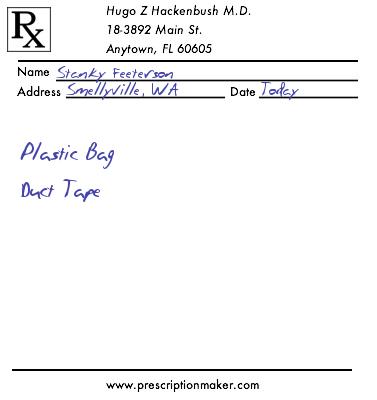 Rx
Hugo Z Hackenbush M.D.
18-3892 Main St.
Anytown, FL 60605
Name Stanky Feeterson
Address Smellyville, WA Date Today
Plastic Bag
Duct Tape
www.prescriptionmaker.com